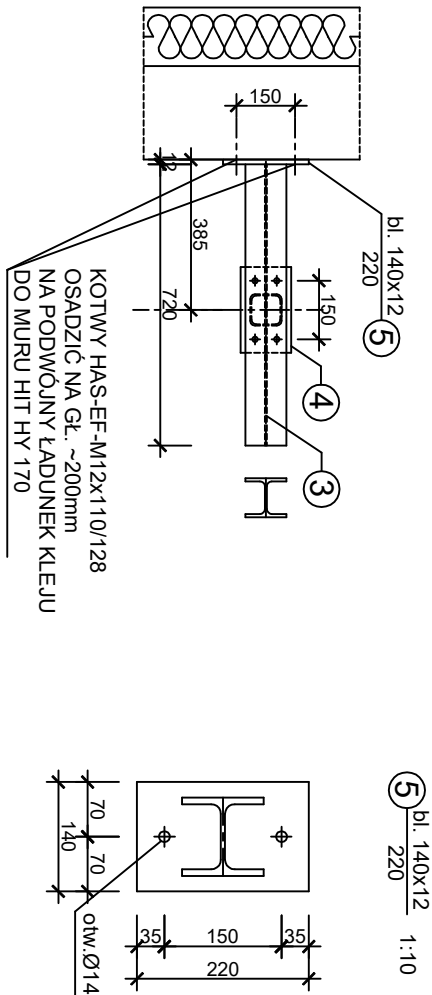 bl. 140x12
220
5
150
12
385
720
150
4
3
KOTWY HAS-EF-M12x110/128
OSADZIĆ NA GŁ. ~200mm
NA PODWÓJNY ŁADUNEK KLEJU
DO MURU HIT HY 170
5
bl. 140x12
220
1:10
70
70
140
35
150
35
220
otw.Ø14